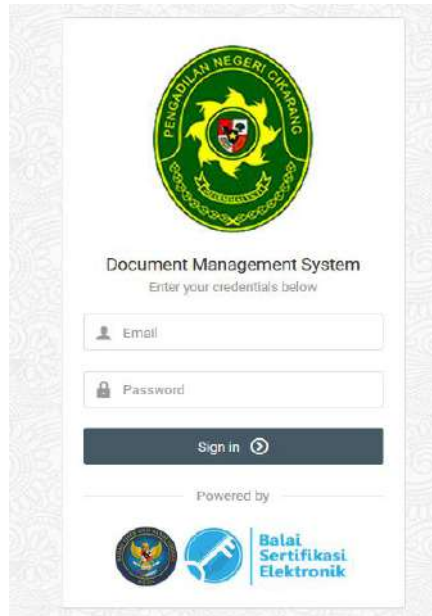 PENGADILAN NEGERI CIKARANG
Document Management System
Enter your credentials below
Email
Password
Sign in
Powered by
Balai
Sertifikasi
Elektronik